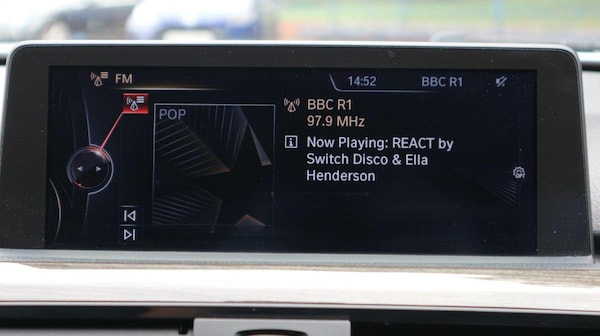 FM
14:52 BBC R1
POP
BBC R1
97.9 MHz
i Now Playing: REACT by
Switch Disco & Ella
Henderson
OPT